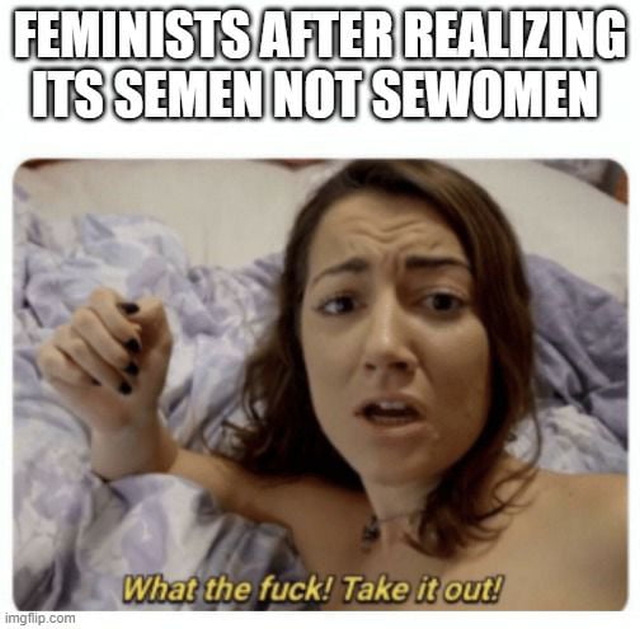 FEMINISTS AFTER REALIZING
ITS SEMEN NOT SEWOMEN
What the fuck! Take it out!
imgflip.com